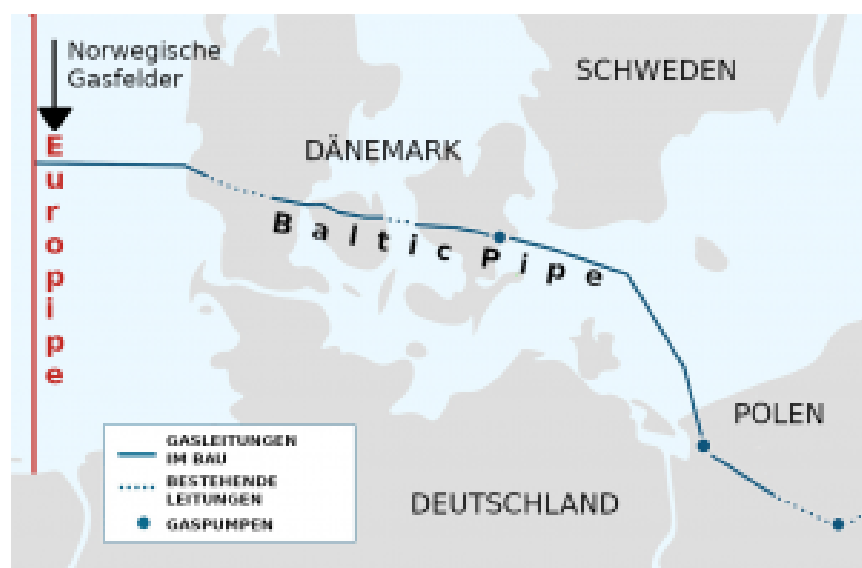 Norwegische
Gasfelder
SCHWEDEN
DÄNEMARK
Europipe
Baltic Pipe
POLEN
DEUTSCHLAND
GASLEITUNGEN
IM BAU
BESTEHENDE
LEITUNGEN
GASPUMPEN